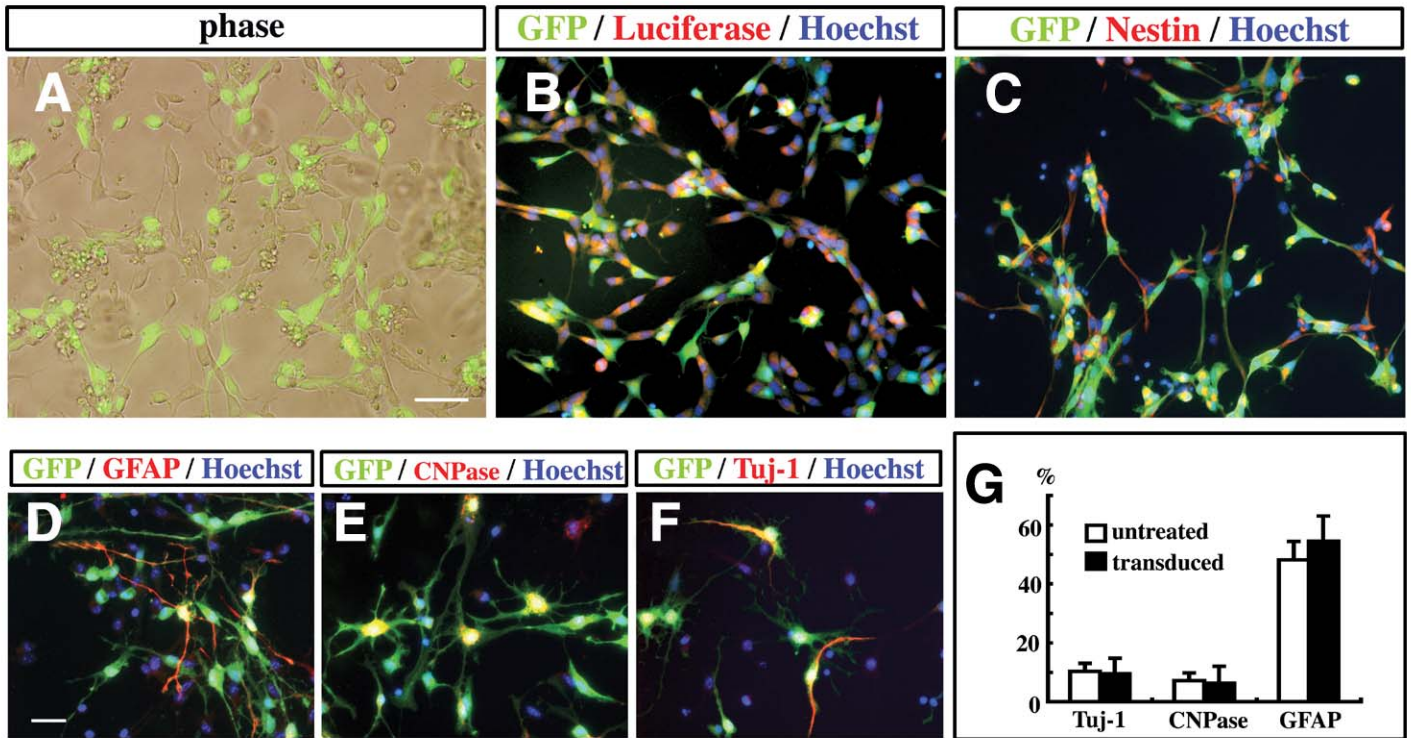 phase
GFP / Luciferase / Hoechst
GFP / Nestin / Hoechst
A
B
C
GFP / GFAP / Hoechst
GFP / CNPase / Hoechst
GFP / Tuj-1 / Hoechst
D
E
F
G
%
60
40
20
0
untreated
transduced
Tuj-1 CNPase GFAP